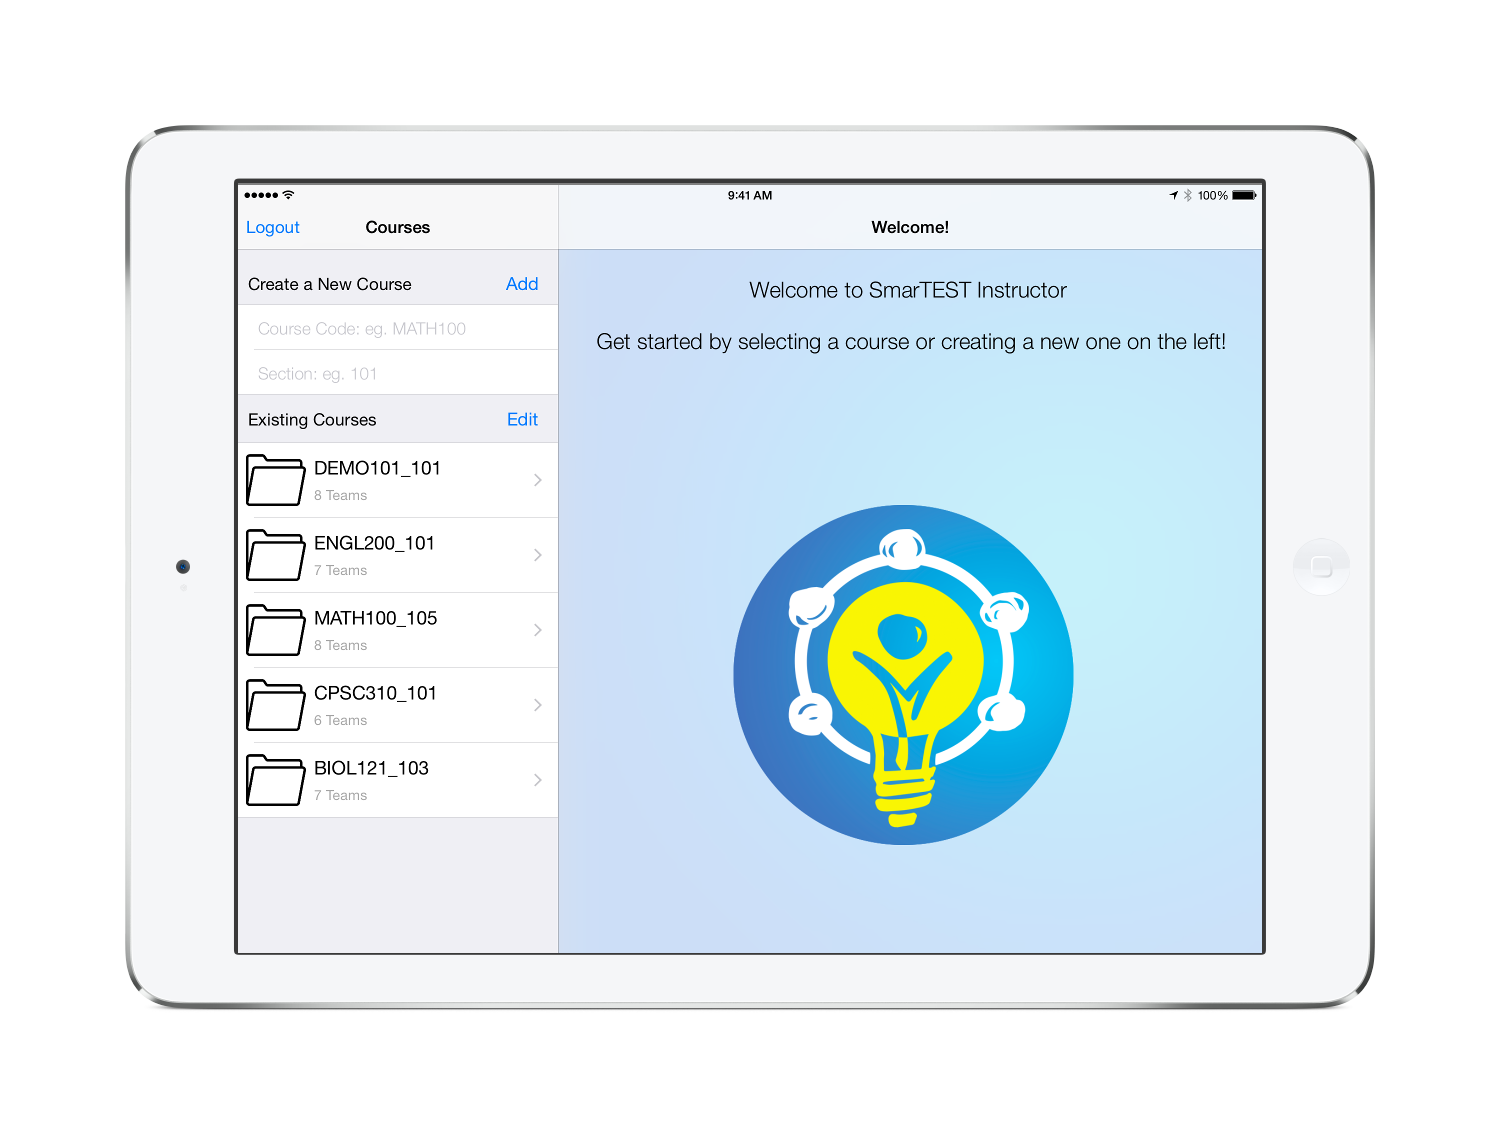 9:41 AM
100%
Logout
Courses
Welcome!
Create a New Course
Add
Course Code: eg. MATH100
Section: eg. 101
Existing Courses
Edit
DEMO101_101
8 Teams
ENGL200_101
7 Teams
MATH100_105
8 Teams
CPSC310_101
6 Teams
BIOL121_103
7 Teams
Welcome to SmarTEST Instructor
Get started by selecting a course or creating a new one on the left!